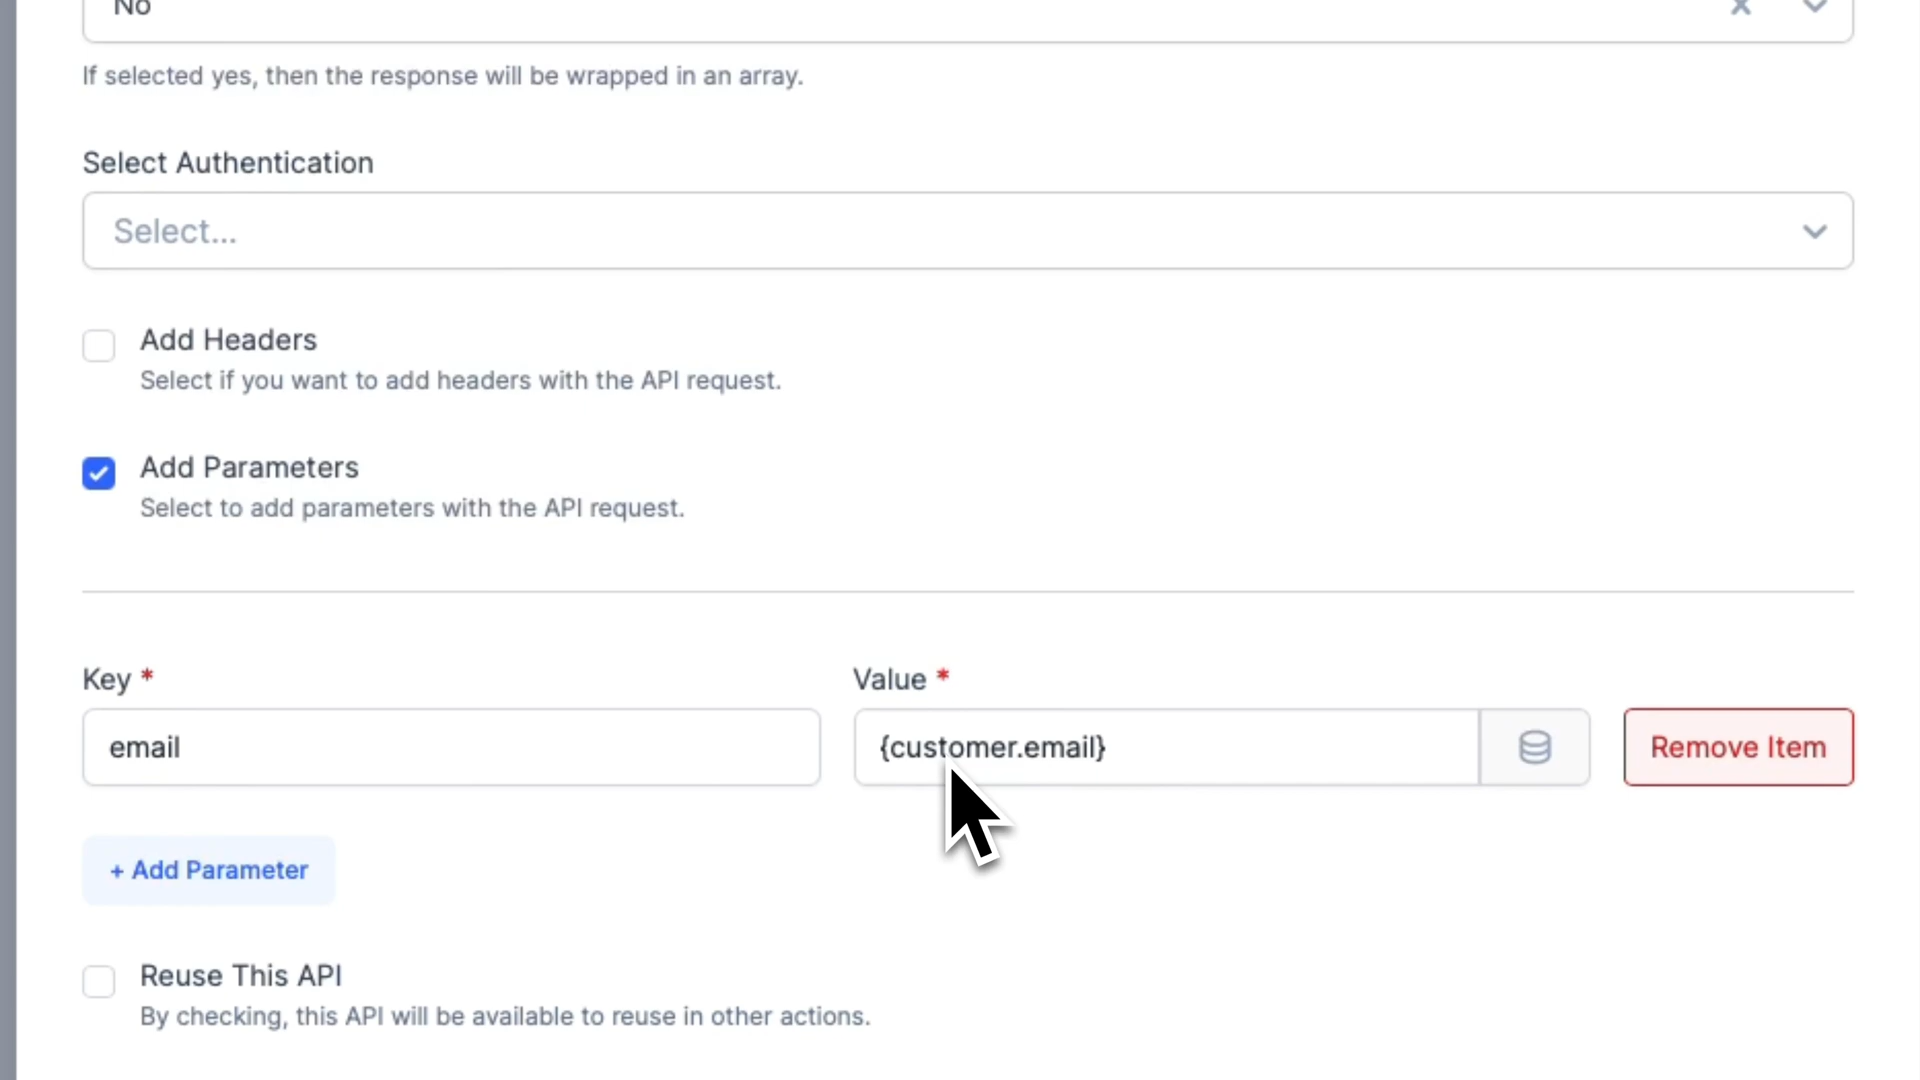 No
If selected yes, then the response will be wrapped in an array.
Select Authentication
Select...
Add Headers
Select if you want to add headers with the API request.
Add Parameters
Select to add parameters with the API request.
Key *
Value *
email
{customer.email}
Remove Item
+ Add Parameter
Reuse This API
By checking, this API will be available to reuse in other actions.